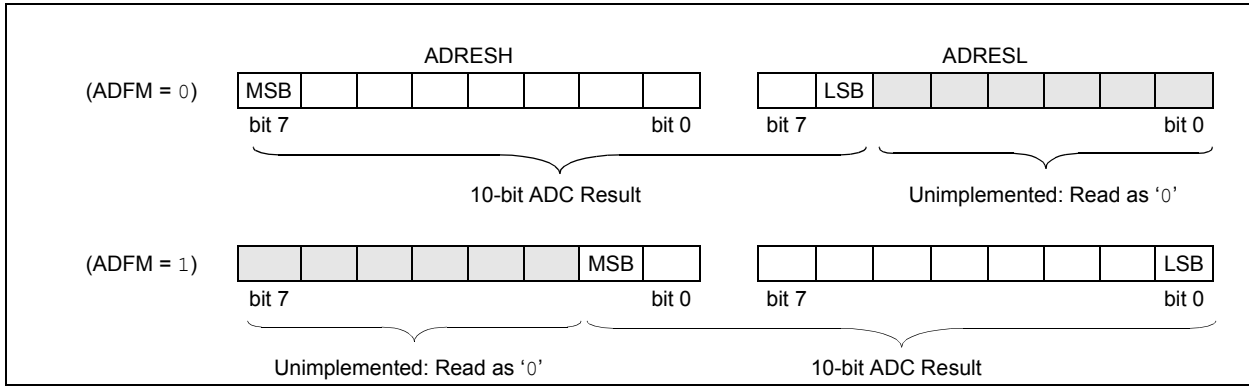 ADRESH ADRESL
(ADFM = 0) MSB LSB
bit 7 bit 0 bit 7 bit 0
10-bit ADC Result Unimplemented: Read as ‘0’
(ADFM = 1) MSB LSB
bit 7 bit 0 bit 7 bit 0
Unimplemented: Read as ‘0’ 10-bit ADC Result